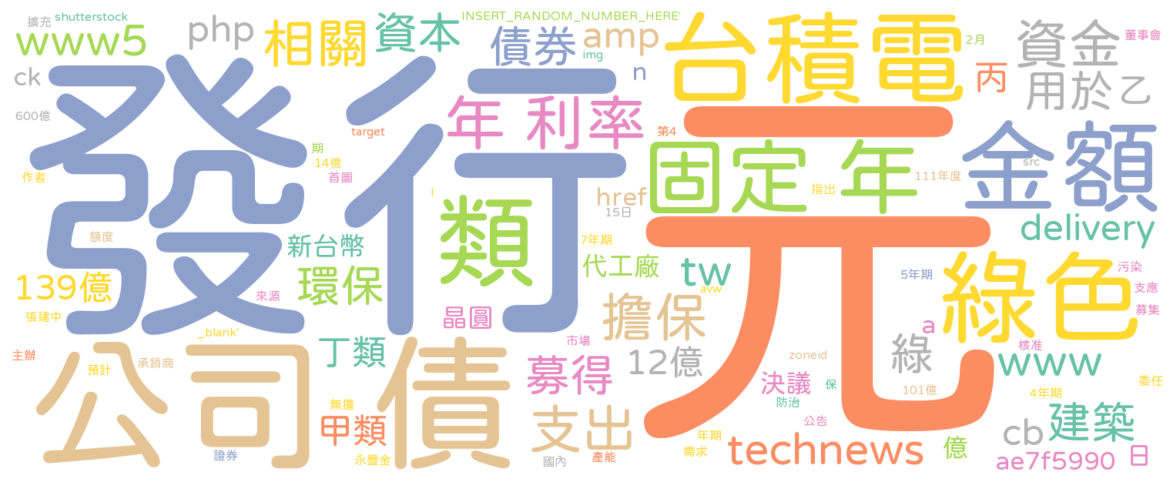 擴充 shutterstock
www5
php
相關
資本
INSERT_RANDOM_NUMBER_HERE'
債券
amp
img
n
台積電
2月
丙
資金
用於
乙
董事會
ck
600億
發行
年 利率
target
第4
元
固定 年
金額
src
111年度
指出
期
14億
首圖
作者
額度
類
href
15日
7年期
代工廠
delivery
新台幣
環保
139億
張建中
來源
晶圓
tw
avw
5年期
綠色
污染
支應
募集
a
核准
擔保
_blank'
主辦
預計
承銷商
公司債
丁類
甲類
無擔
永豐金
證券
市場
募得
12億
支出
國內
產能
zoneid
決議
保
防治
公告
綠
101億
www
4年期
委任
年期
需求
technews
億
cb
建築
ae7f5990
日
l